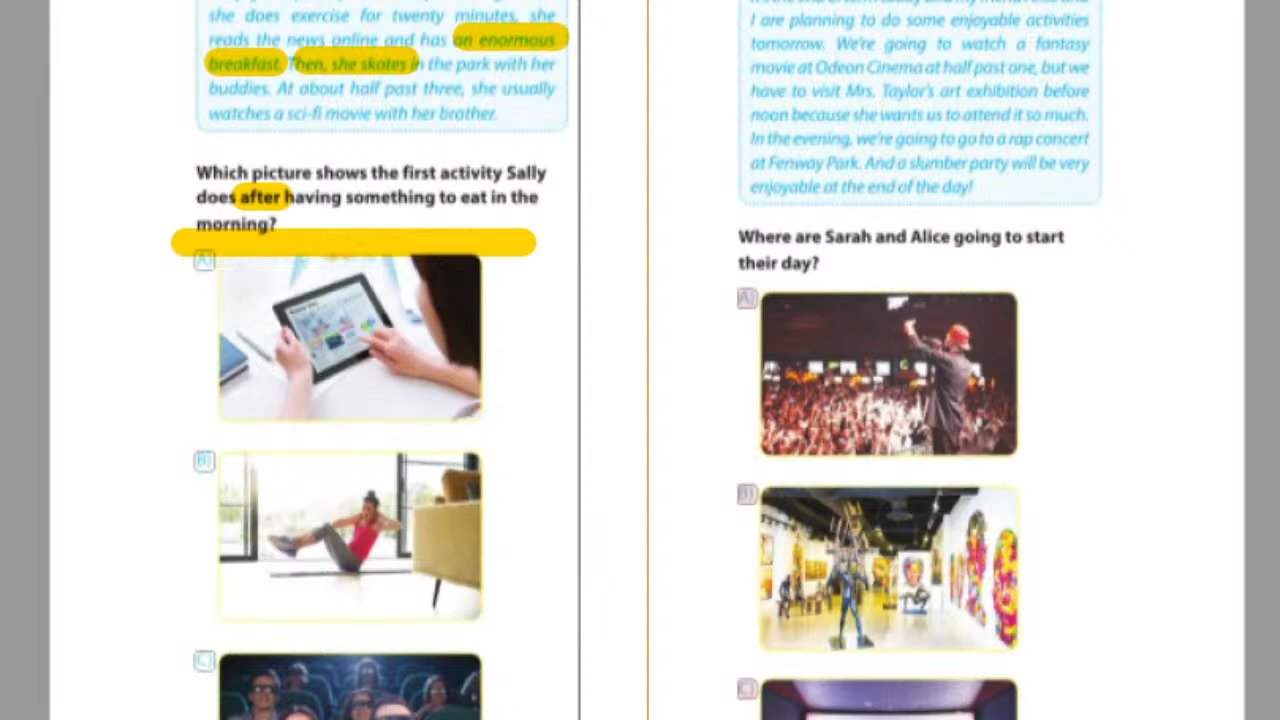 she does exercise for twenty minutes, she
reads the news online and has an enormous
breakfast. Then, she skates in the park with her
buddies. At about half past three, she usually
watches a sci-fi movie with her brother.
Which picture shows the first activity Sally
does after having something to eat in the
morning?
A)
B)
C)
I are planning to do some enjoyable activities
tomorrow. We're going to watch a fantasy
movie at Odeon Cinema at half past one, but we
have to visit Mrs. Taylor's art exhibition before
noon because she wants us to attend it so much.
In the evening, we're going to go to a rap concert
at Fenway Park. And a slumber party will be very
enjoyable at the end of the day!
Where are Sarah and Alice going to start
their day?
A)
B)
C)